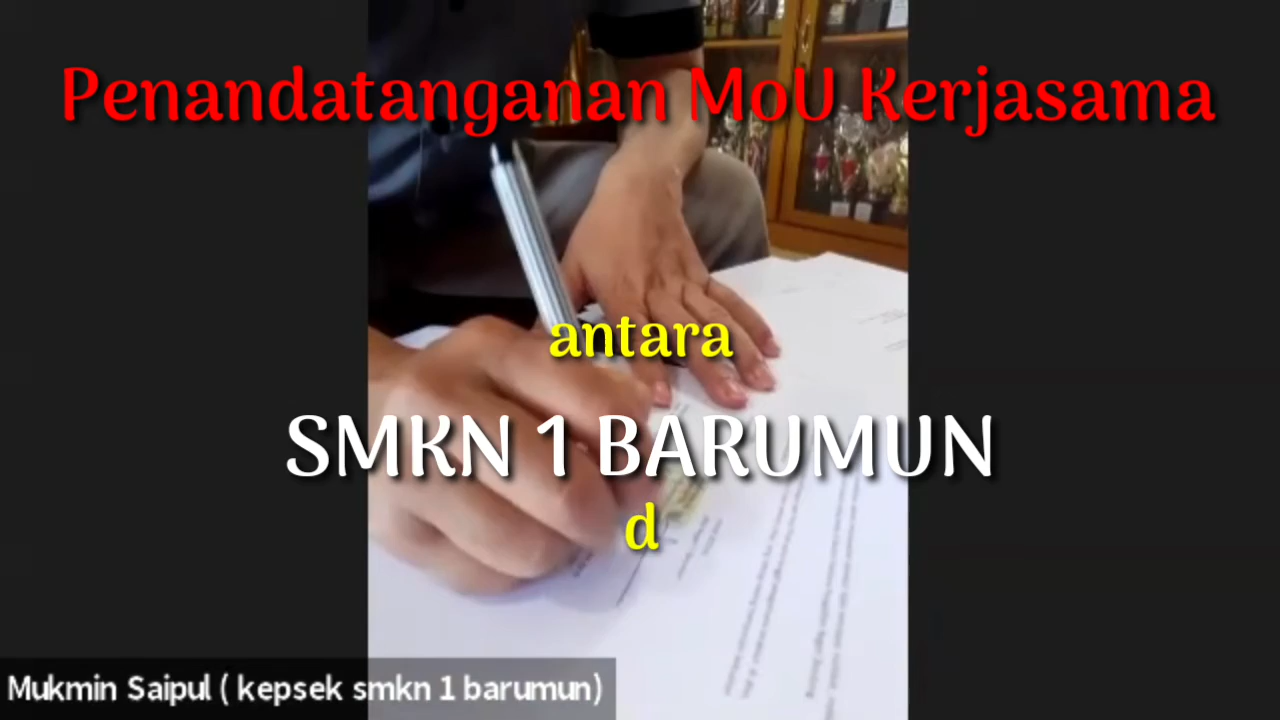 Penandatanganan MoU Kerjasama
antara
SMKN 1 BARUMUN
d
Mukmin Saipul ( kepsek smkn 1 barumun)